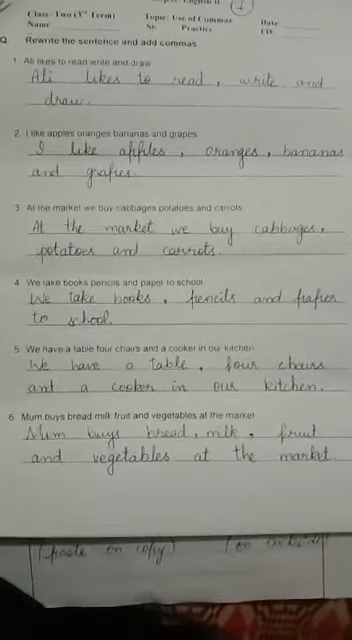 English II
Class: Two (3rd Term) Topic: Use of Commas Date
Name: Practice
Q. Rewrite the sentence and add commas
1. Ali likes to read write and draw
Ali likes to read, write and
draw.
2. I like apples oranges bananas and grapes
I like apples, oranges, bananas
and grapes.
3. At the market we buy cabbages potatoes and carrots
At the market we buy cabbages,
potatoes and carrots.
4. We take books pencils and paper to school
We take books, pencils and paper
to school.
5. We have a table four chairs and a cooker in our kitchen
We have a table, four chairs
and a cooker in our kitchen.
6. Mum buys bread milk fruit and vegetables at the market
Mum buys bread, milk, fruit
and vegetables at the market.
(paste on copy)